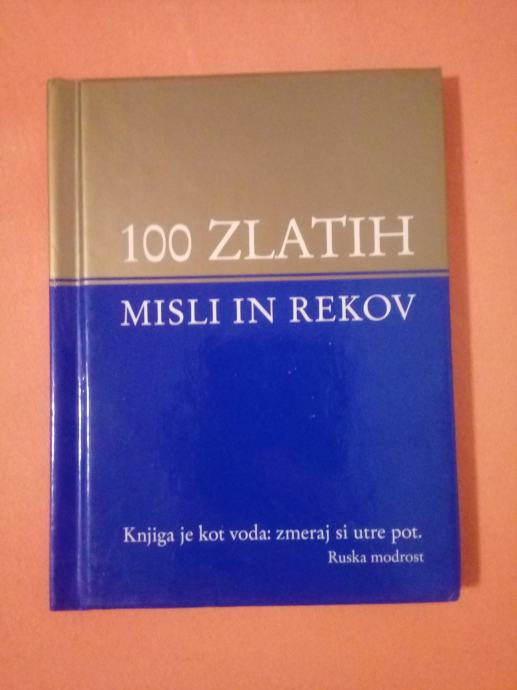 100 ZLATIH
MISLI IN REKOV
Knjiga je kot voda: zmeraj si utre pot.
Ruska modrost